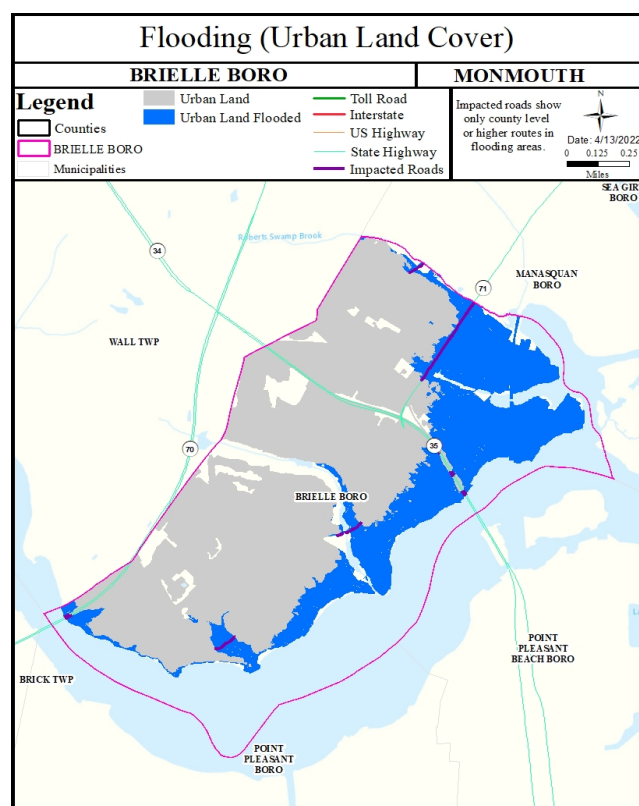 Flooding (Urban Land Cover)
BRIELLE BORO
MONMOUTH
Legend
Counties
BRIELLE BORO
Municipalities
Urban Land
Urban Land Flooded
Toll Road
Interstate
US Highway
State Highway
Impacted Roads
Impacted roads show
only county level
or higher routes in
flooding areas.
N
Date: 4/13/2022
0 0.125 0.25
Miles
SEA GIR
BORO
Roberts Swamp Brook
34
MANASQUAN
BORO
71
WALL TWP
35
70
BRIELLE BORO
POINT
PLEASANT
BEACH BORO
BRICK TWP
POINT
PLEASANT
BORO